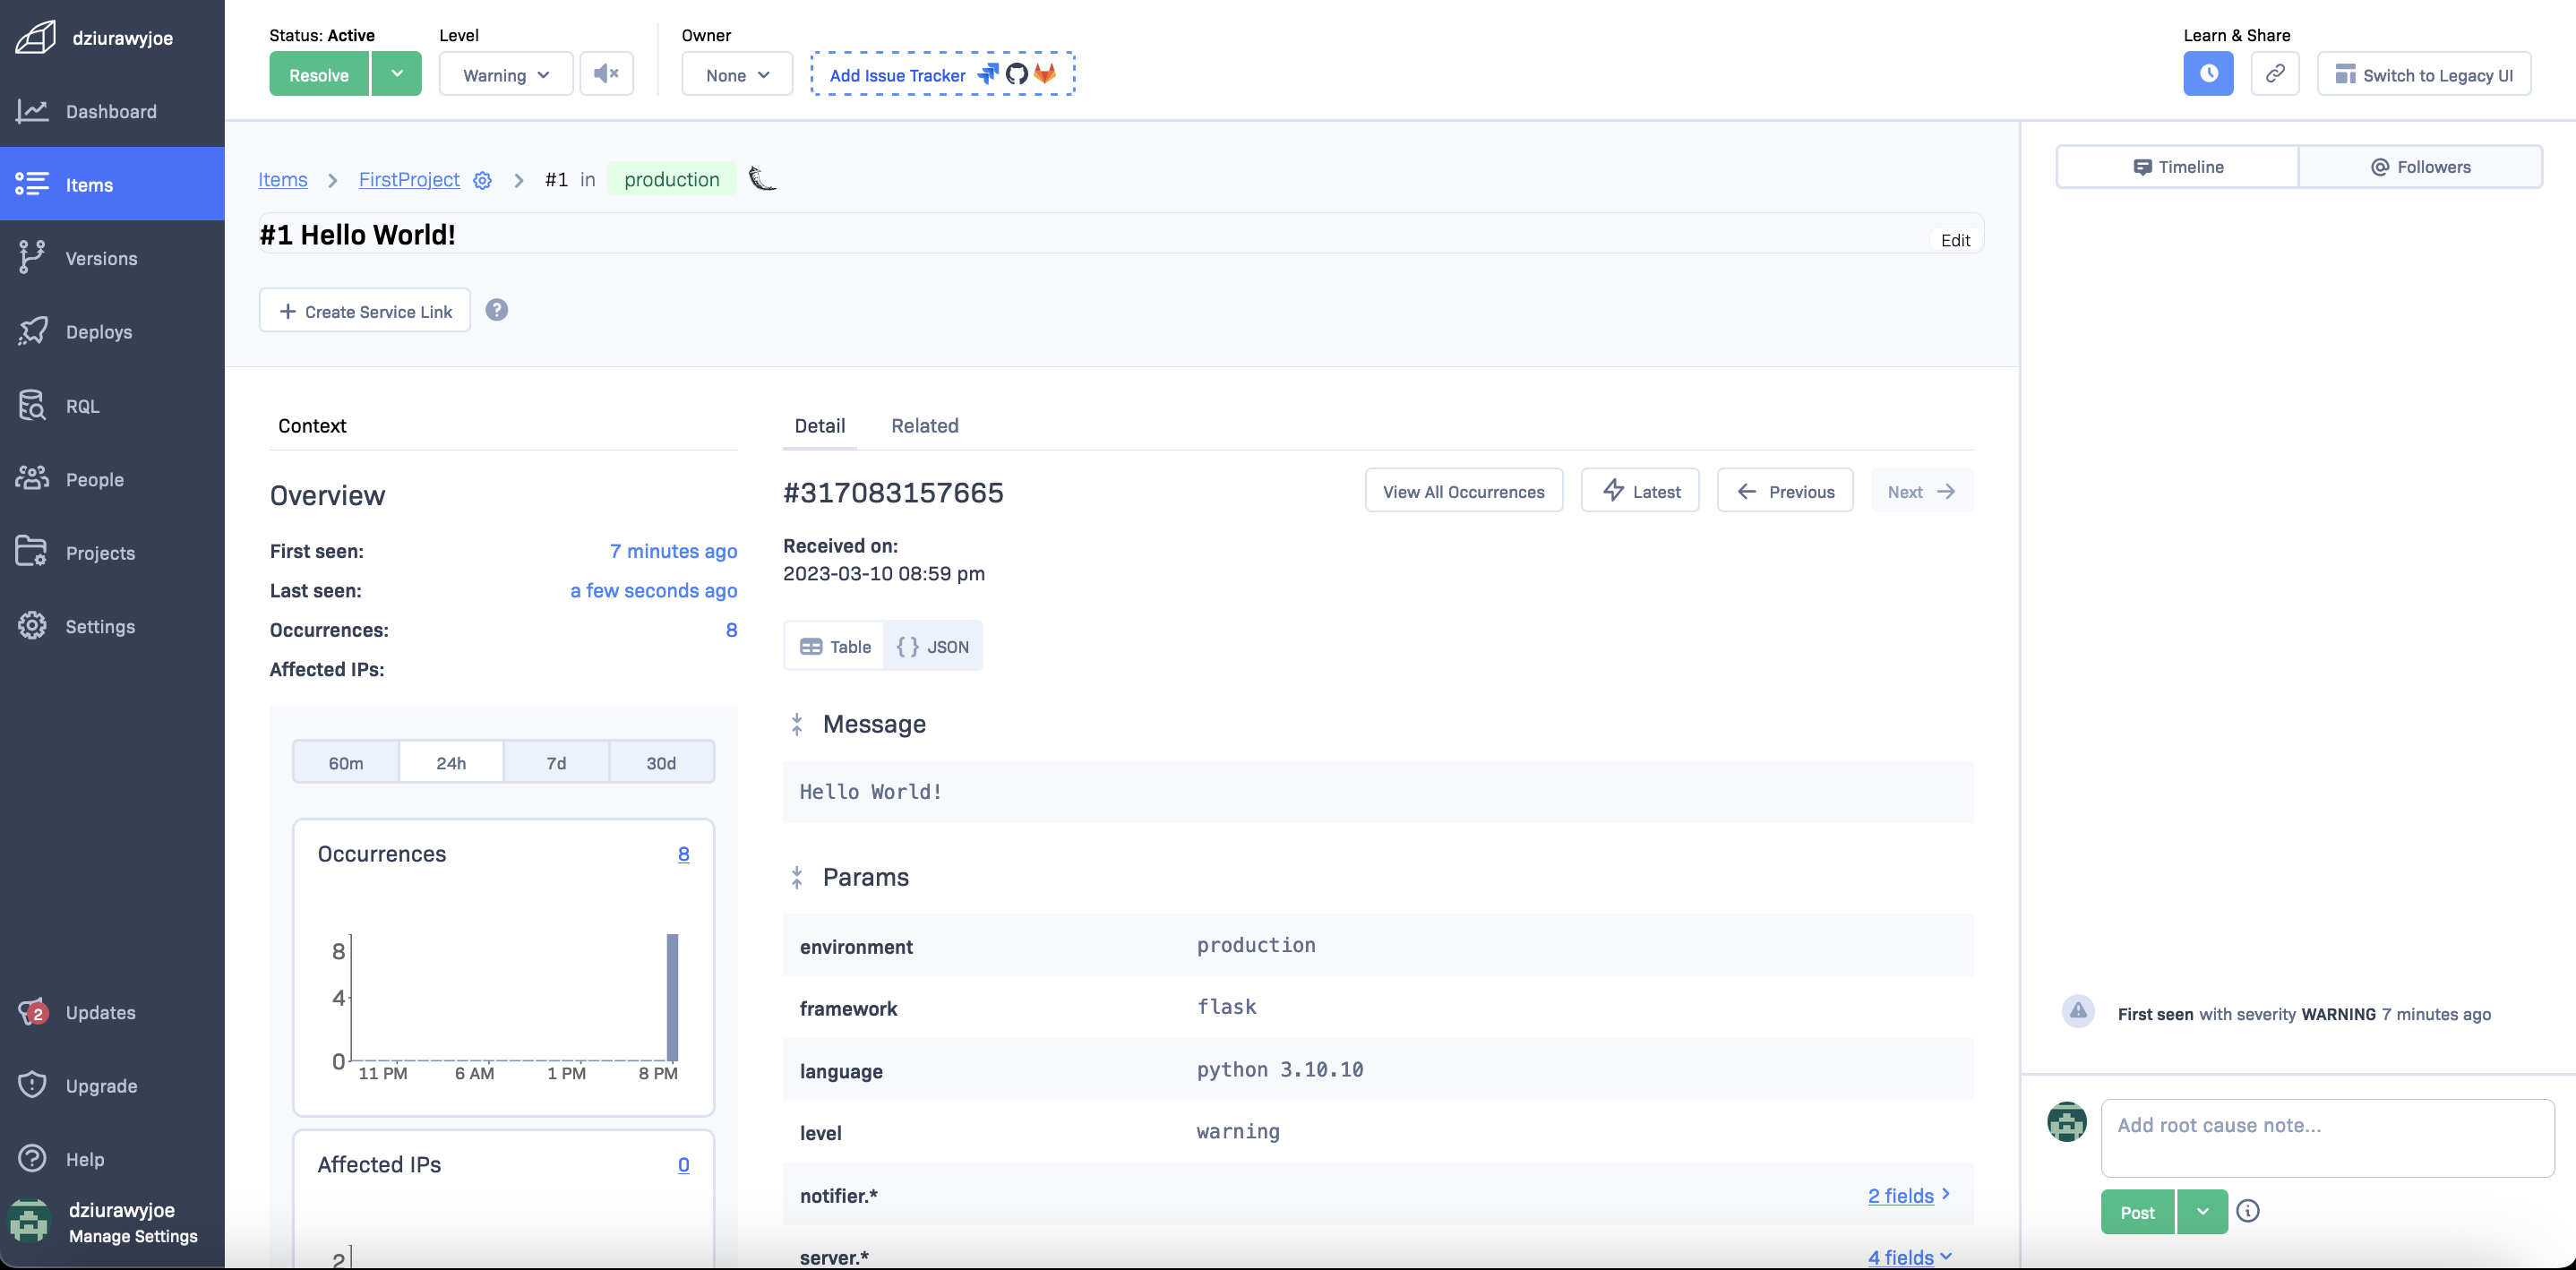 dziurawyjoe
Dashboard
Items
Versions
Deploys
RQL
People
Projects
Settings
2
Updates
Upgrade
Help
dziurawyjoe
Manage Settings
Status: Active
Level
Owner
Learn & Share
Resolve
Warning
None
Add Issue Tracker
Switch to Legacy UI
Items > FirstProject > #1 in production
#1 Hello World!
Edit
+ Create Service Link ?
Context
Overview
First seen: 7 minutes ago
Last seen: a few seconds ago
Occurrences: 8
Affected IPs:
60m 24h 7d 30d
Occurrences 8
8
4
0
11 PM 6 AM 1 PM 8 PM
Affected IPs 0
2
Detail Related
#317083157665
View All Occurrences
Latest
← Previous
Next →
Received on:
2023-03-10 08:59 pm
Table { } JSON
Message
Hello World!
Params
environment production
framework flask
language python 3.10.10
level warning
notifier.* 2 fields >
server.* 4 fields
Timeline @ Followers
First seen with severity WARNING 7 minutes ago
Add root cause note...
Post